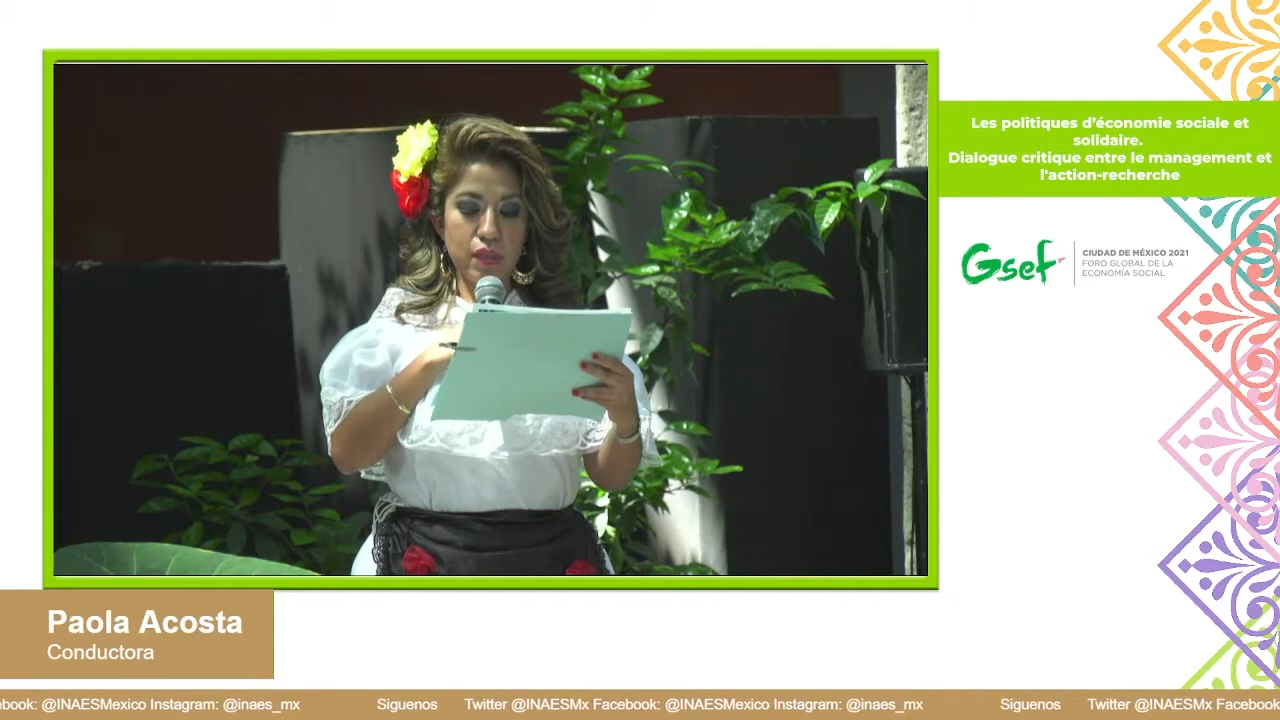 Les politiques d'économie sociale et
solidaire.
Dialogue critique entre le management et
l'action-recherche
Gsef
CIUDAD DE MÉXICO 2021
FORO GLOBAL DE LA
ECONOMÍA SOCIAL
Paola Acosta
Conductora
ebook: @INAESMexico Instagram: @inaes_mx Siguenos Twitter @INAESMx Facebook: @INAESMexico Instagram: @inaes_mx Siguenos Twitter @INAESMx Facebook